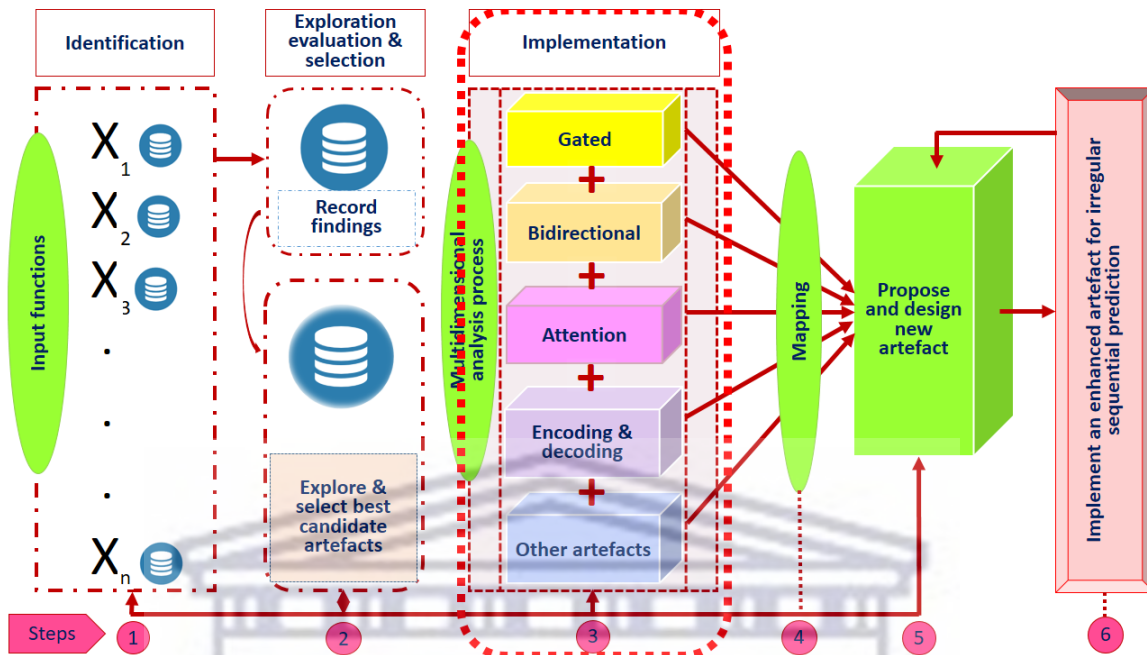 Identification
Exploration
evaluation &
selection
Implementation
Input functions
X1
X2
X3
.
.
.
Xn
Record
findings
Explore &
select best
candidate
artefacts
Multidimensional
analysis process
Gated
+
Bidirectional
+
Attention
+
Encoding &
decoding
+
Other artefacts
Mapping
Propose
and design
new
artefact
Implement an enhanced artefact for irregular
sequential prediction
Steps
1
2
3
4
5
6